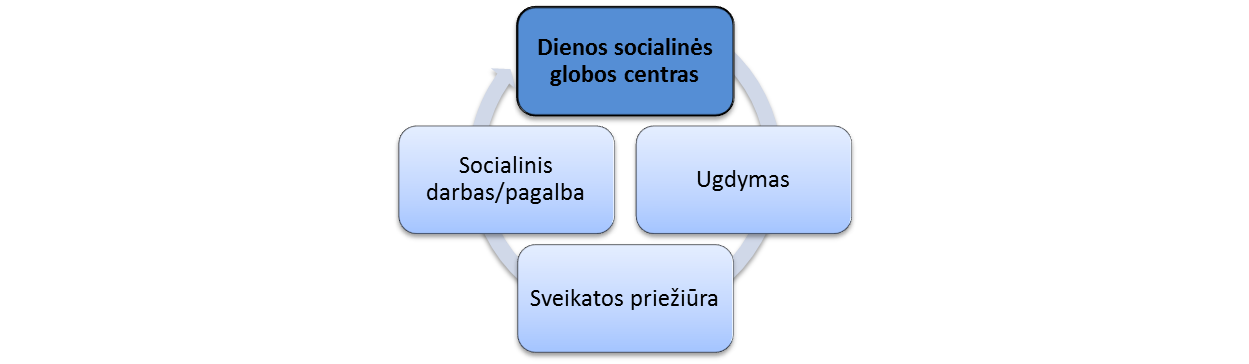 Dienos socialinės
globos centras
Socialinis
darbas/pagalba
Ugdymas
Sveikatos priežiūra